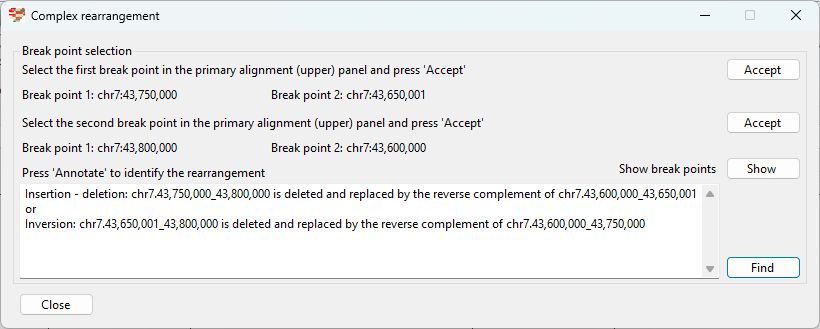 Complex rearrangement
Break point selection
Select the first break point in the primary alignment (upper) panel and press 'Accept'
Accept
Break point 1: chr7:43,750,000 Break point 2: chr7:43,650,001
Select the second break point in the primary alignment (upper) panel and press 'Accept'
Accept
Break point 1: chr7:43,800,000 Break point 2: chr7:43,600,000
Press 'Annotate' to identify the rearrangement
Show break points
Show
Insertion - deletion: chr7.43,750,000_43,800,000 is deleted and replaced by the reverse complement of chr7.43,600,000_43,650,001
or
Inversion: chr7.43,650,001_43,800,000 is deleted and replaced by the reverse complement of chr7.43,600,000_43,750,000
Find
Close